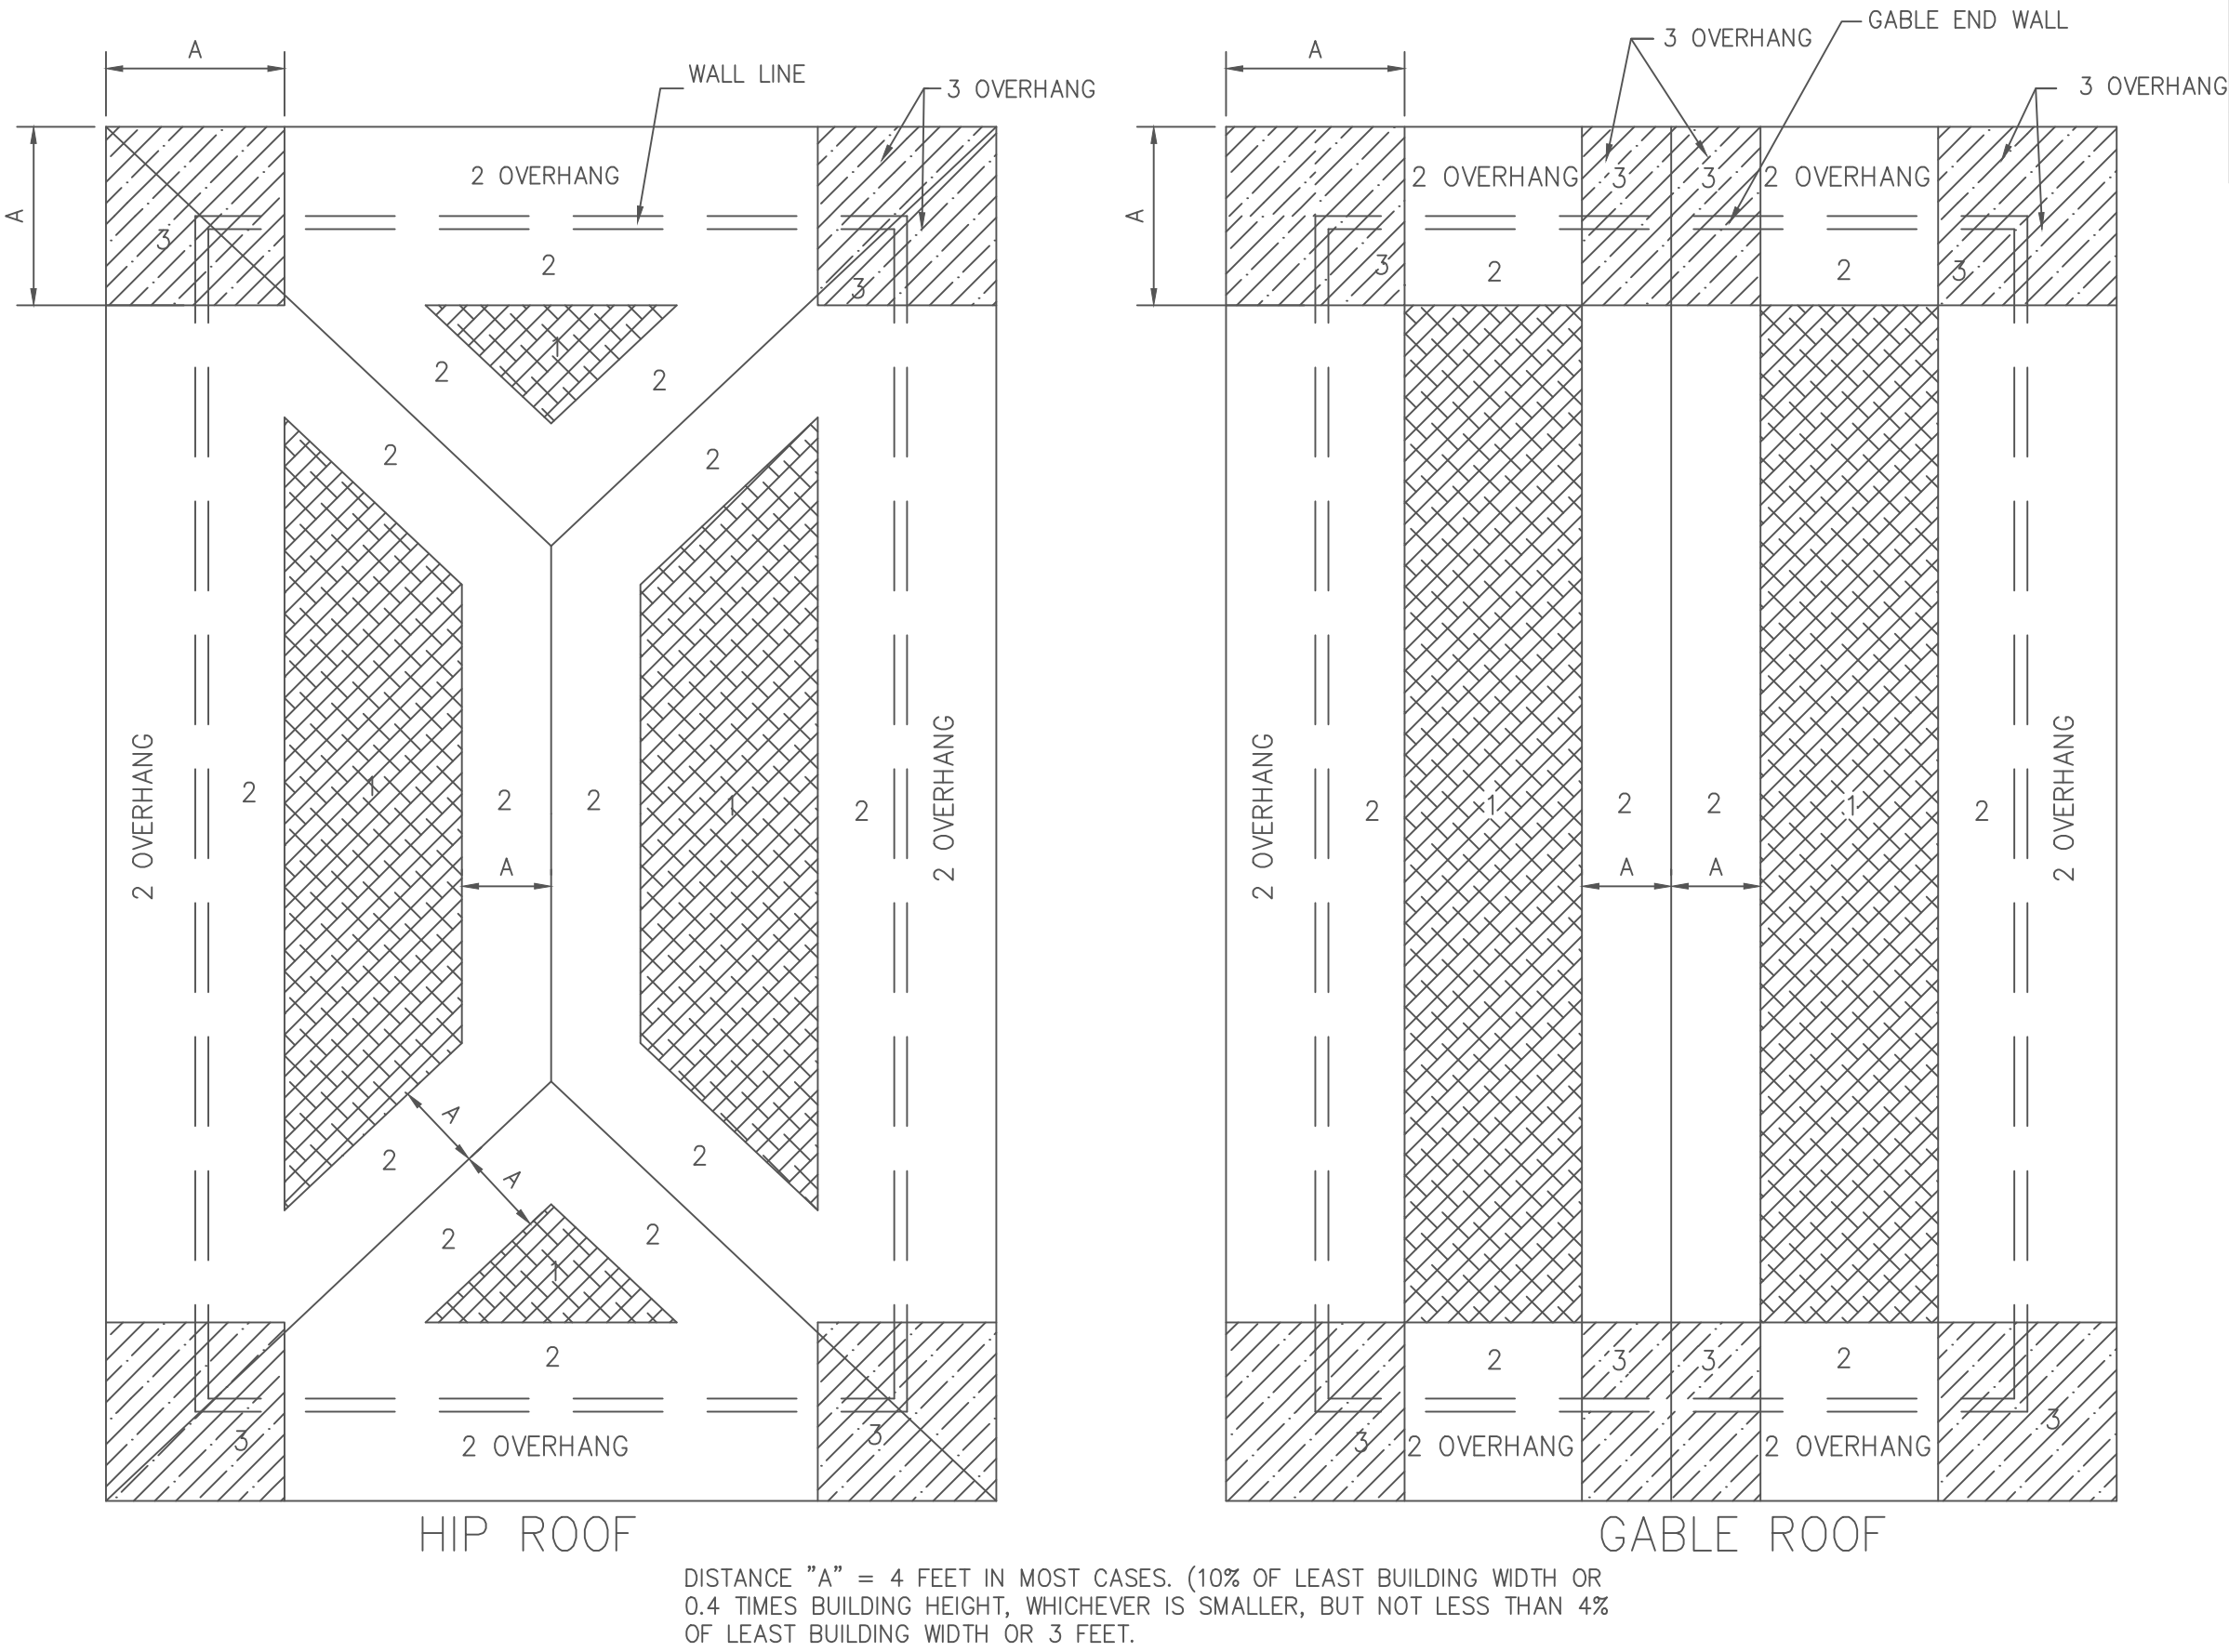 A
WALL LINE
3 OVERHANG
A
2 OVERHANG
3
2
3
1
2
2
2
2
2 OVERHANG
2
1
2
2
1
2
2 OVERHANG
A
A
A
2
2
2
2
1
2
3
2 OVERHANG
3
HIP ROOF
A
3 OVERHANG
GABLE END WALL
3 OVERHANG
A
2 OVERHANG
3
3
2 OVERHANG
3
2
2
3
2 OVERHANG
2
1
2
2
1
2
2 OVERHANG
A
A
2
3
3
2
3
2 OVERHANG
2 OVERHANG
3
GABLE ROOF
DISTANCE "A" = 4 FEET IN MOST CASES. (10% OF LEAST BUILDING WIDTH OR
0.4 TIMES BUILDING HEIGHT, WHICHEVER IS SMALLER, BUT NOT LESS THAN 4%
OF LEAST BUILDING WIDTH OR 3 FEET.